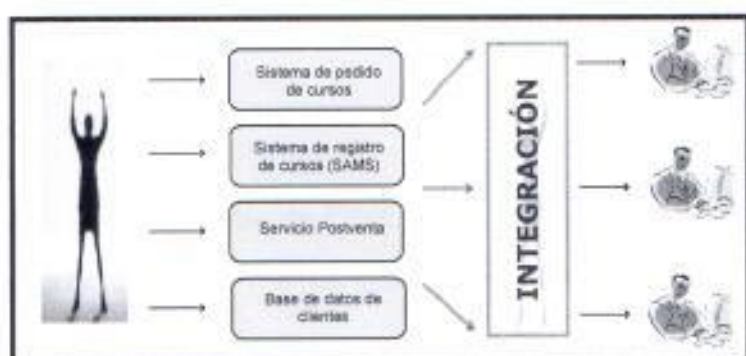 Sistema de pedido
de cursos
Sistema de registro
de cursos (SAMS)
Servicio Postventa
Base de datos de
clientes
INTEGRACIÓN